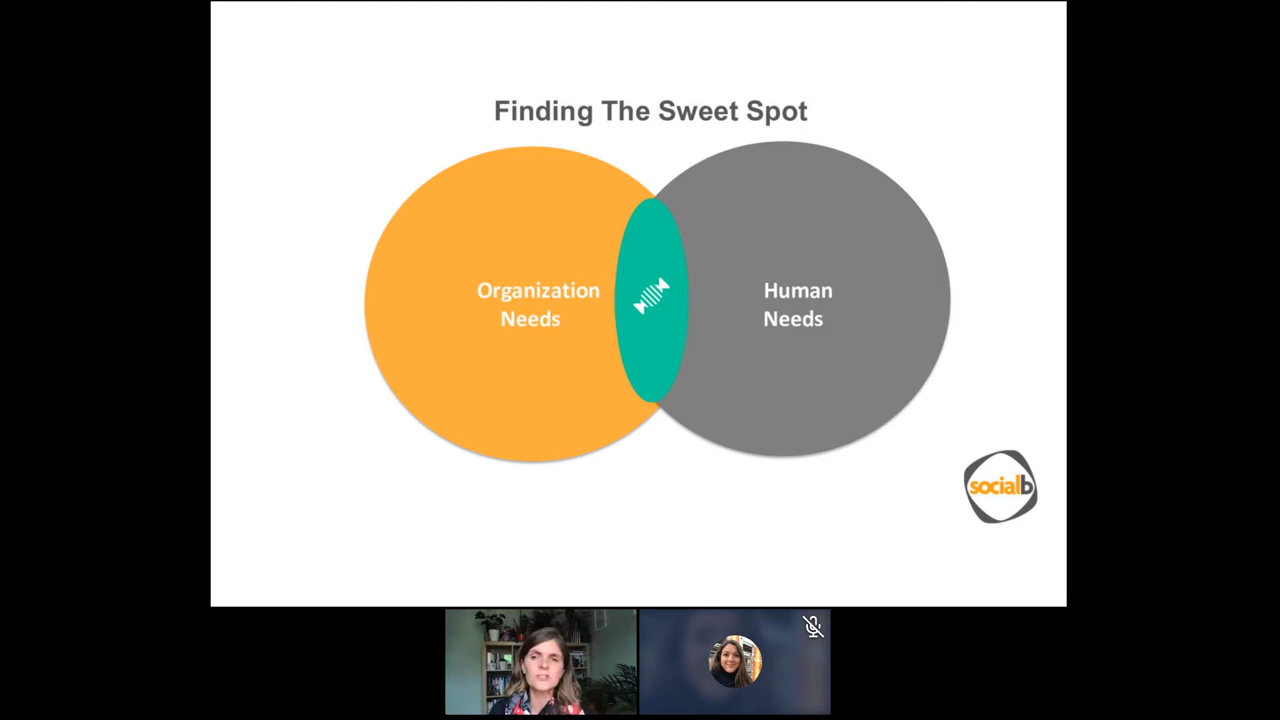 Finding The Sweet Spot
Organization
Needs
Human
Needs
socialb